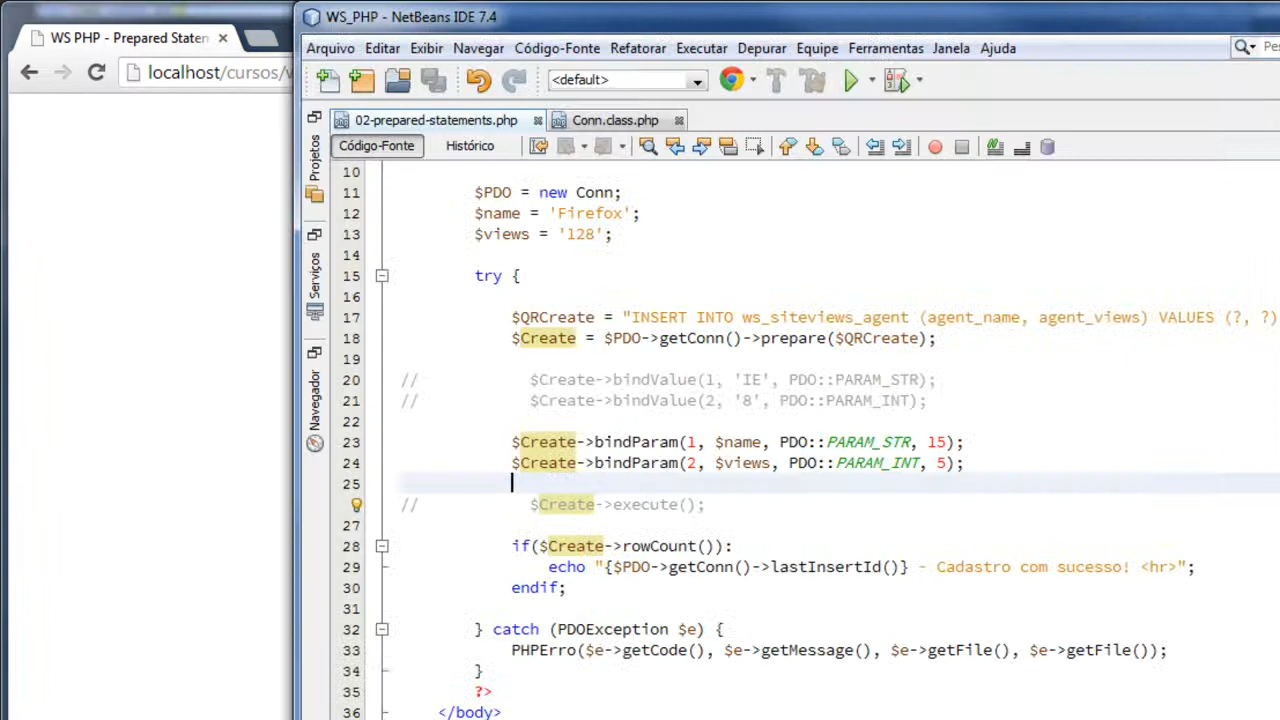 WS_PHP - NetBeans IDE 7.4
WS PHP - Prepared Staten
localhost/cursos/
Arquivo Editar Exibir Navegar Código-Fonte Refatorar Executar Depurar Equipe Ferramentas Janela Ajuda
<default>
02-prepared-statements.php Conn.class.php
Código-Fonte Histórico
Projetos
Serviços
Navegador
10
11 $PDO = new Conn;
12 $name = 'Firefox';
13 $views = '128';
14
15 try {
16
17 $QRCreate = "INSERT INTO ws_siteviews_agent (agent_name, agent_views) VALUES (?, ?)
18 $Create = $PDO->getConn()->prepare($QRCreate);
19
20 // $Create->bindValue(1, 'IE', PDO::PARAM_STR);
21 // $Create->bindValue(2, '8', PDO::PARAM_INT);
22
23 $Create->bindParam(1, $name, PDO::PARAM_STR, 15);
24 $Create->bindParam(2, $views, PDO::PARAM_INT, 5);
25
// $Create->execute();
27
28 if($Create->rowCount()):
29 echo "{$PDO->getConn()->lastInsertId()} - Cadastro com sucesso! <hr>";
30 endif;
31
32 } catch (PDOException $e) {
33 PHPErro($e->getCode(), $e->getMessage(), $e->getFile(), $e->getFile());
34 }
35 ?>
36 </body>